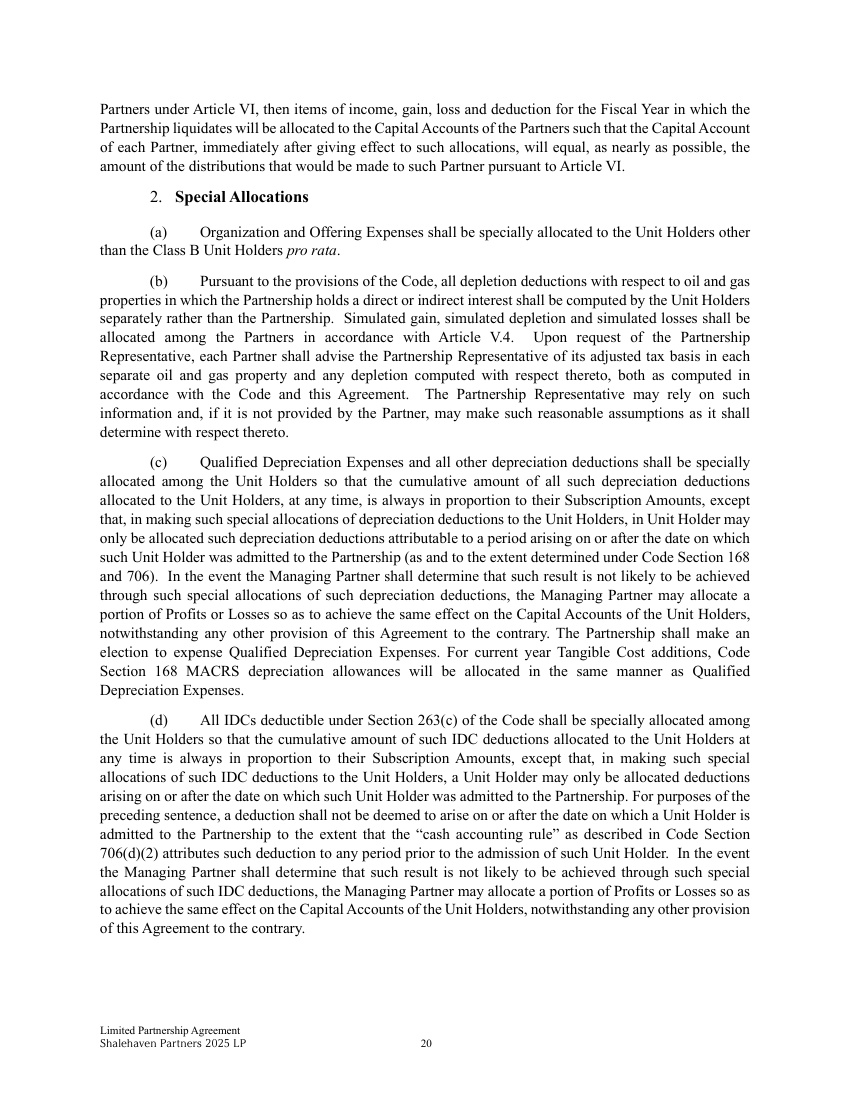 Partners under Article VI, then items of income, gain, loss and deduction for the Fiscal Year in which the
Partnership liquidates will be allocated to the Capital Accounts of the Partners such that the Capital Account
of each Partner, immediately after giving effect to such allocations, will equal, as nearly as possible, the
amount of the distributions that would be made to such Partner pursuant to Article VI.
2. Special Allocations
(a) Organization and Offering Expenses shall be specially allocated to the Unit Holders other
than the Class B Unit Holders pro rata.
(b) Pursuant to the provisions of the Code, all depletion deductions with respect to oil and gas
properties in which the Partnership holds a direct or indirect interest shall be computed by the Unit Holders
separately rather than the Partnership. Simulated gain, simulated depletion and simulated losses shall be
allocated among the Partners in accordance with Article V.4. Upon request of the Partnership
Representative, each Partner shall advise the Partnership Representative of its adjusted tax basis in each
separate oil and gas property and any depletion computed with respect thereto, both as computed in
accordance with the Code and this Agreement. The Partnership Representative may rely on such
information and, if it is not provided by the Partner, may make such reasonable assumptions as it shall
determine with respect thereto.
(c) Qualified Depreciation Expenses and all other depreciation deductions shall be specially
allocated among the Unit Holders so that the cumulative amount of all such depreciation deductions
allocated to the Unit Holders, at any time, is always in proportion to their Subscription Amounts, except
that, in making such special allocations of depreciation deductions to the Unit Holders, in Unit Holder may
only be allocated such depreciation deductions attributable to a period arising on or after the date on which
such Unit Holder was admitted to the Partnership (as and to the extent determined under Code Section 168
and 706). In the event the Managing Partner shall determine that such result is not likely to be achieved
through such special allocations of such depreciation deductions, the Managing Partner may allocate a
portion of Profits or Losses so as to achieve the same effect on the Capital Accounts of the Unit Holders,
notwithstanding any other provision of this Agreement to the contrary. The Partnership shall make an
election to expense Qualified Depreciation Expenses. For current year Tangible Cost additions, Code
Section 168 MACRS depreciation allowances will be allocated in the same manner as Qualified
Depreciation Expenses.
(d) All IDCs deductible under Section 263(c) of the Code shall be specially allocated among
the Unit Holders so that the cumulative amount of such IDC deductions allocated to the Unit Holders at
any time is always in proportion to their Subscription Amounts, except that, in making such special
allocations of such IDC deductions to the Unit Holders, a Unit Holder may only be allocated deductions
arising on or after the date on which such Unit Holder was admitted to the Partnership. For purposes of the
preceding sentence, a deduction shall not be deemed to arise on or after the date on which a Unit Holder is
admitted to the Partnership to the extent that the “cash accounting rule” as described in Code Section
706(d)(2) attributes such deduction to any period prior to the admission of such Unit Holder. In the event
the Managing Partner shall determine that such result is not likely to be achieved through such special
allocations of such IDC deductions, the Managing Partner may allocate a portion of Profits or Losses so as
to achieve the same effect on the Capital Accounts of the Unit Holders, notwithstanding any other provision
of this Agreement to the contrary.
Limited Partnership Agreement
Shalehaven Partners 2025 LP 20